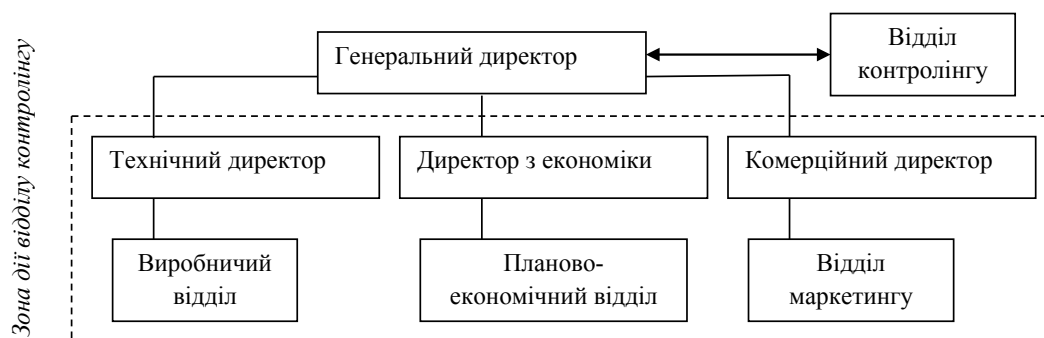 Генеральний директор
Відділ
контролінгу
Зона дії відділу контролінгу
Технічний директор
Директор з економіки
Комерційний директор
Виробничий
відділ
Планово-
економічний відділ
Відділ
маркетингу